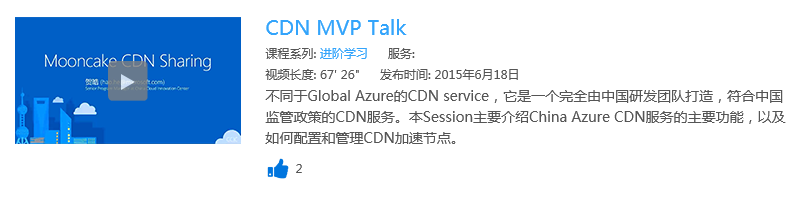 CDN MVP Talk
课程系列: 进阶学习 服务:
视频长度: 67' 26" 发布时间: 2015年6月18日
不同于Global Azure的CDN service，它是一个完全由中国研发团队打造，符合中国
监管政策的CDN服务。本Session主要介绍China Azure CDN服务的主要功能，以及
如何配置和管理CDN加速节点。
2
Mooncake CDN Sharing